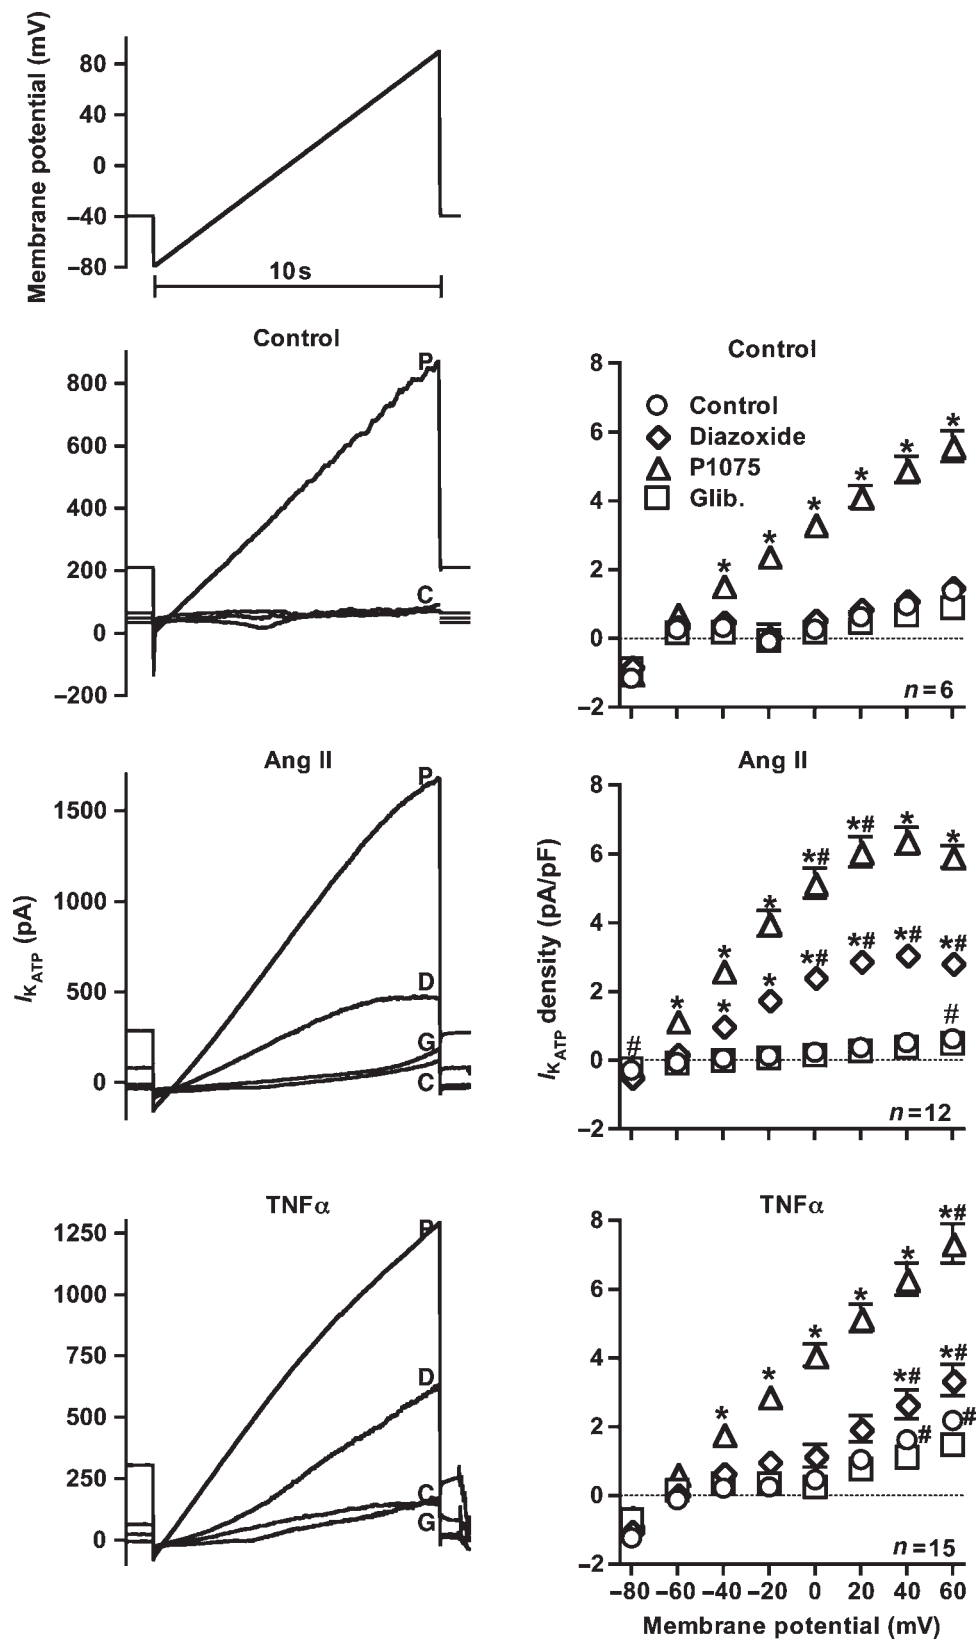 Membrane potential (mV)
80
40
0
−40
−80
10 s
Control
P
800
600
400
200
C
0
−200
Control
8
Control
Diazoxide
6
P1075
Glib.
4
2
0
−2
n = 6
* * * * * *
Ang II
P
1500
1000
D
500
G
0
C
I K ATP (pA)
Ang II
8
6
4
2
0
−2
* * * *# *# * *
* * *# *# *# *#
# #
n = 12
I K ATP density (pA/pF)
TNFα
P
1250
1000
750
D
500
250
C
G
0
TNFα
8
6
4
2
0
−2
* * * * * *#
*# *#
# #
n = 15
−80 −60 −40 −20 0 20 40 60
Membrane potential (mV)